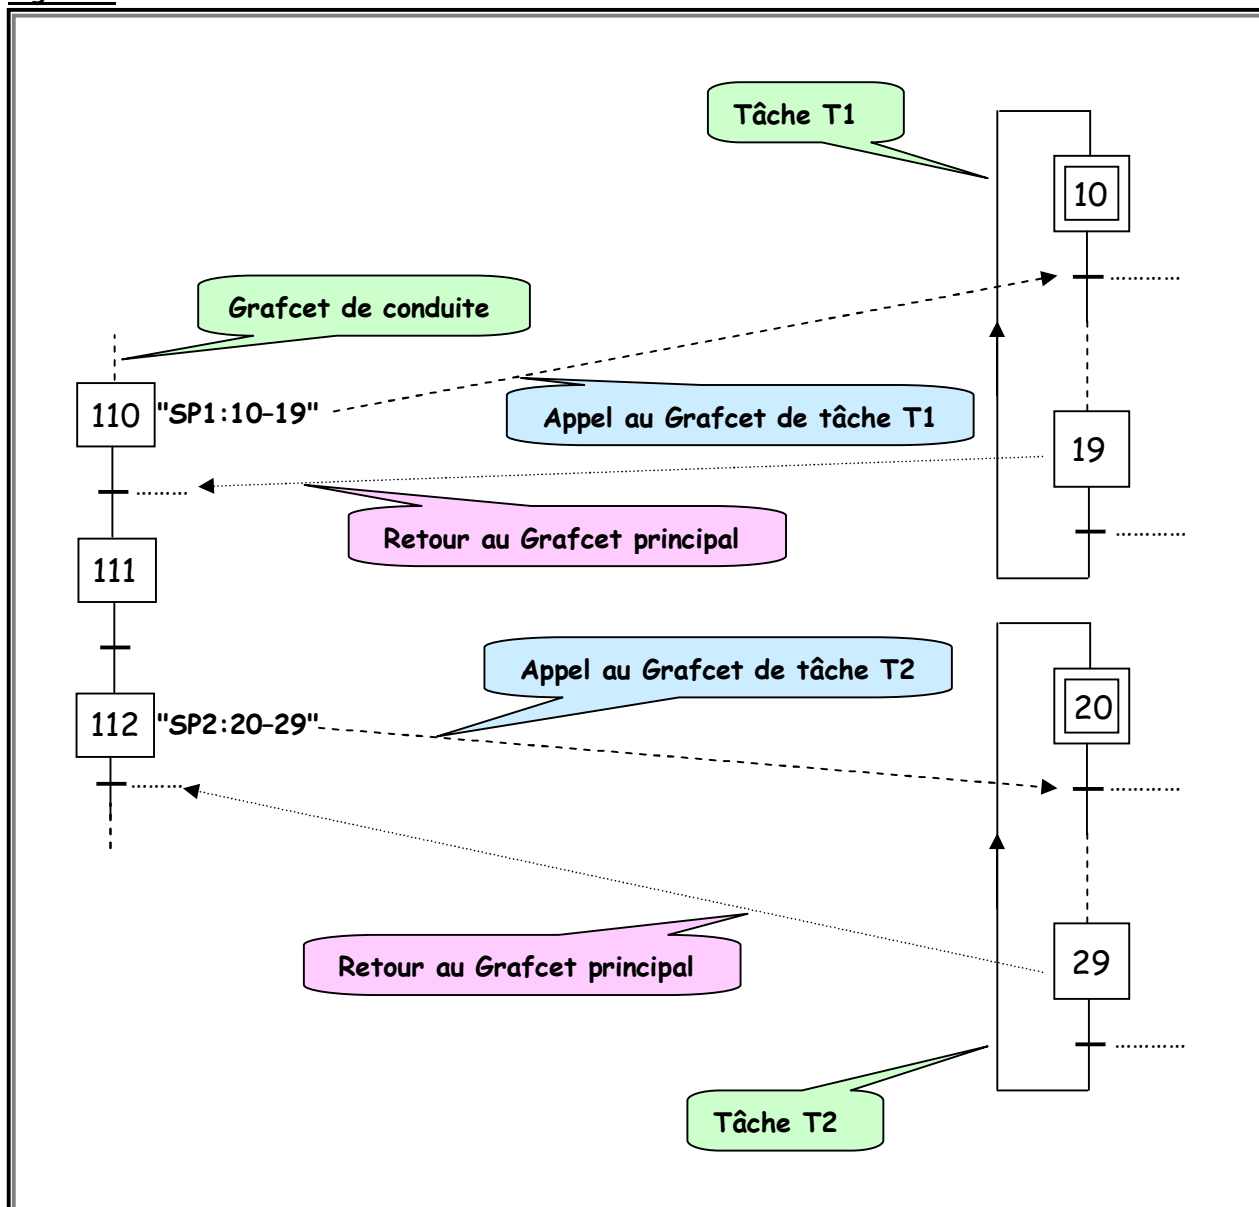 Tâche T1
10
…………
Grafcet de conduite
110 "SP1:10–19"
Appel au Grafcet de tâche T1
19
………
Retour au Grafcet principal
…………
111
Appel au Grafcet de tâche T2
20
112 "SP2:20–29"
………
…………
Retour au Grafcet principal
29
…………
Tâche T2